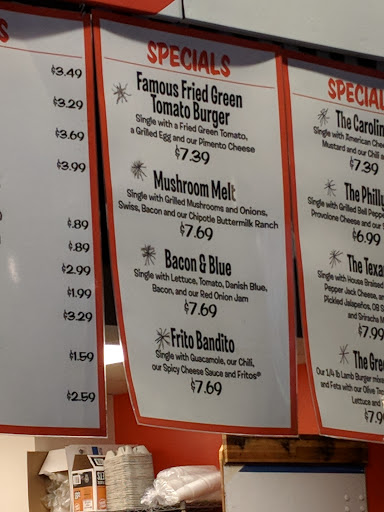 $3.49
$3.29
$3.69
$3.99
$.89
$.89
$2.99
$1.99
$3.29
$1.59
$2.59
SPECIALS
Famous Fried Green
Tomato Burger
Single with a Fried Green Tomato,
a Grilled Egg and our Pimento Cheese
$7.39
Mushroom Melt
Single with Grilled Mushrooms and Onions,
Swiss, Bacon and our Chipotle Buttermilk Ranch
$7.69
Bacon & Blue
Single with Lettuce, Tomato, Danish Blue,
Bacon, and our Red Onion Jam
$7.69
Frito Bandito
Single with Guacamole, our Chili,
our Spicy Cheese Sauce and Fritos®
$7.69
SPECIAL
The Carolin
Single with American Chee
Mustard and our Chili
$7.39
The Philly
Single with Grilled Bell Pepp
Provolone Cheese and our
$6.99
The Texa
Single with House Braised
Pepper Jack Cheese, an
Pickled Jalapeños, OB S
and Sriracha M
$7.99
The Gre
Our 1/4 lb Lamb Burger mixe
and Feta with our Olive Tap
Lettuce and
$7.9